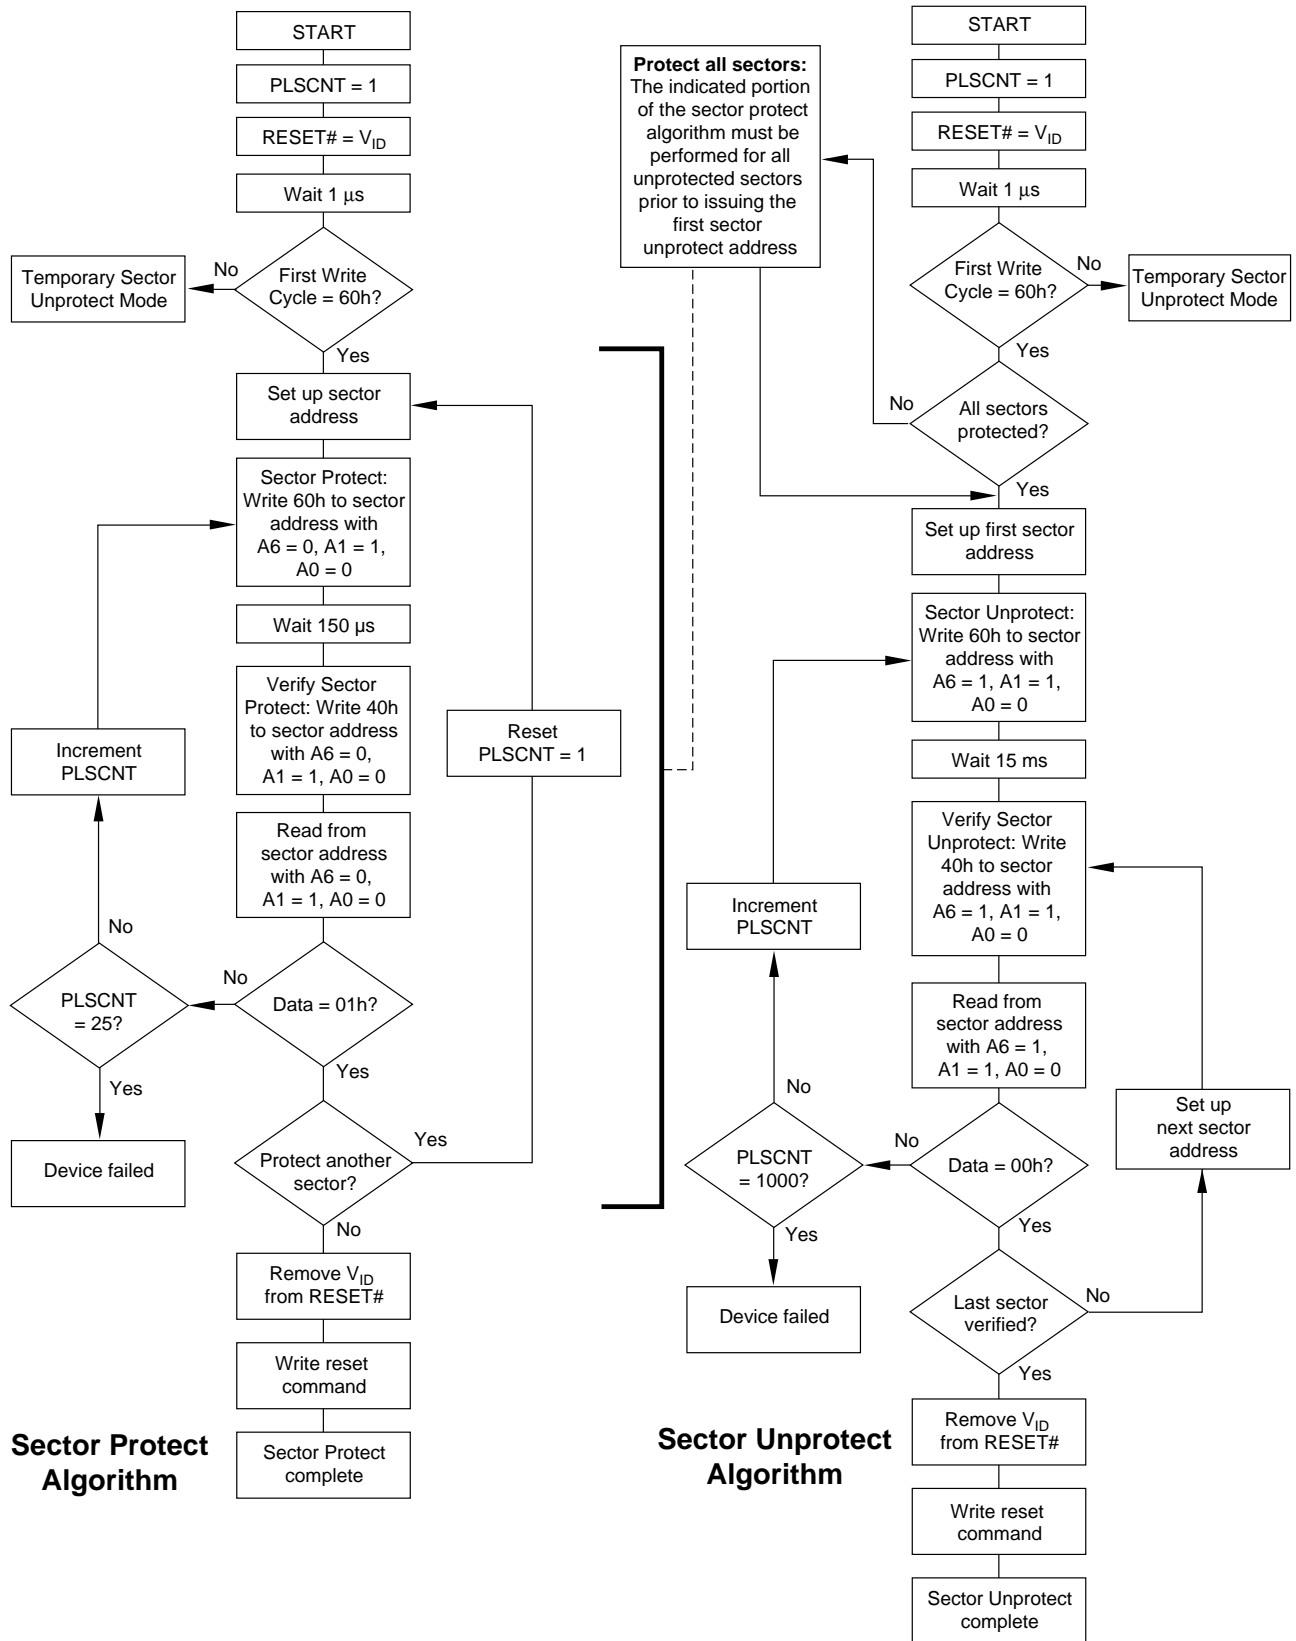 START
PLSCNT = 1
RESET# = VID
Wait 1 μs
First Write
Cycle = 60h?
No
Temporary Sector
Unprotect Mode
Yes
Set up sector
address
Sector Protect:
Write 60h to sector
address with
A6 = 0, A1 = 1,
A0 = 0
Wait 150 μs
Verify Sector
Protect: Write 40h
to sector address
with A6 = 0,
A1 = 1, A0 = 0
Reset
PLSCNT = 1
Increment
PLSCNT
Read from
sector address
with A6 = 0,
A1 = 1, A0 = 0
No
No
Data = 01h?
PLSCNT
= 25?
Yes
Yes
Device failed
Protect another
sector?
Yes
No
Remove VID
from RESET#
Write reset
command
Sector Protect
complete
Sector Protect
Algorithm
Protect all sectors:
The indicated portion
of the sector protect
algorithm must be
performed for all
unprotected sectors
prior to issuing the
first sector
unprotect address
START
PLSCNT = 1
RESET# = VID
Wait 1 μs
First Write
Cycle = 60h?
No
Temporary Sector
Unprotect Mode
Yes
No
All sectors
protected?
Yes
Set up first sector
address
Sector Unprotect:
Write 60h to sector
address with
A6 = 1, A1 = 1,
A0 = 0
Wait 15 ms
Verify Sector
Unprotect: Write
40h to sector
address with
A6 = 1, A1 = 1,
A0 = 0
Increment
PLSCNT
Read from
sector address
with A6 = 1,
A1 = 1, A0 = 0
No
No
Set up
next sector
address
PLSCNT
= 1000?
Data = 00h?
Yes
Yes
Device failed
Last sector
verified?
No
Yes
Remove VID
from RESET#
Write reset
command
Sector Unprotect
complete
Sector Unprotect
Algorithm